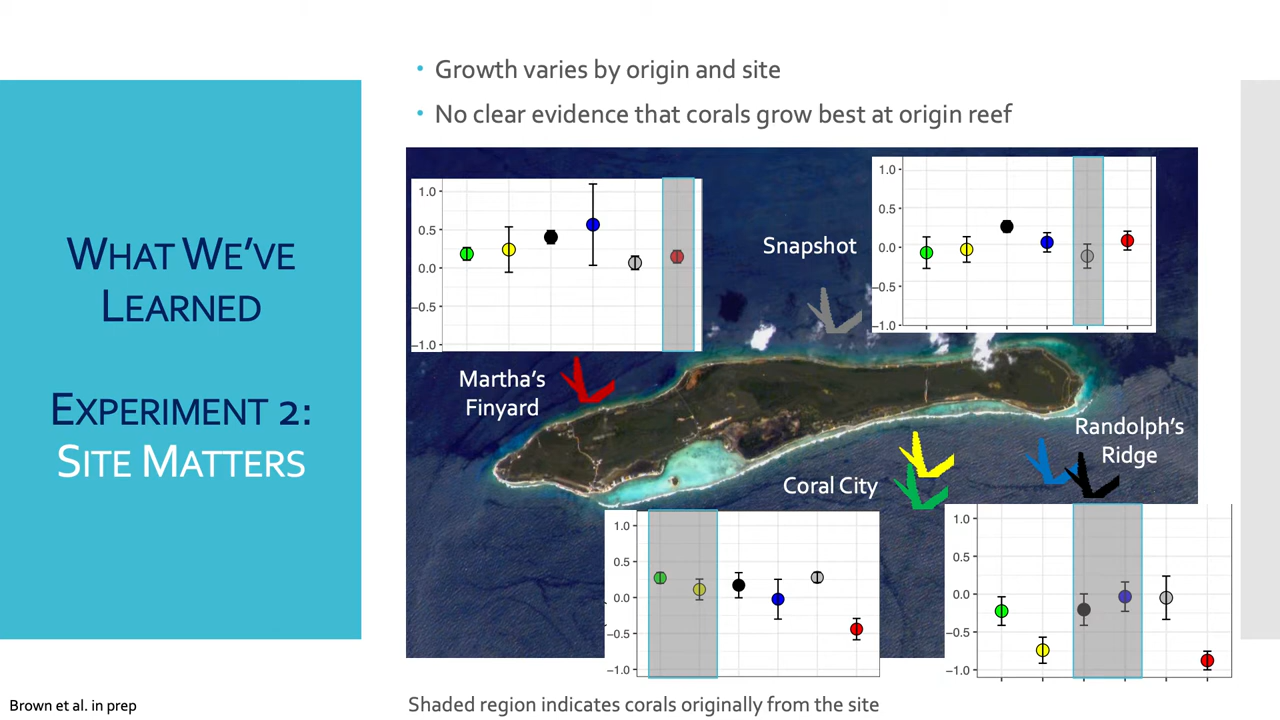 • Growth varies by origin and site
• No clear evidence that corals grow best at origin reef
WHAT WE'VE
LEARNED
EXPERIMENT 2:
SITE MATTERS
1.0
0.5
0.0
−0.5
−1.0
Martha's
Finyard
Snapshot
1.0
0.5
0.0
−0.5
−1.0
Randolph's
Ridge
Coral City
1.0
0.5
0.0
−0.5
−1.0
1.0
0.5
0.0
−0.5
−1.0
Brown et al. in prep
Shaded region indicates corals originally from the site